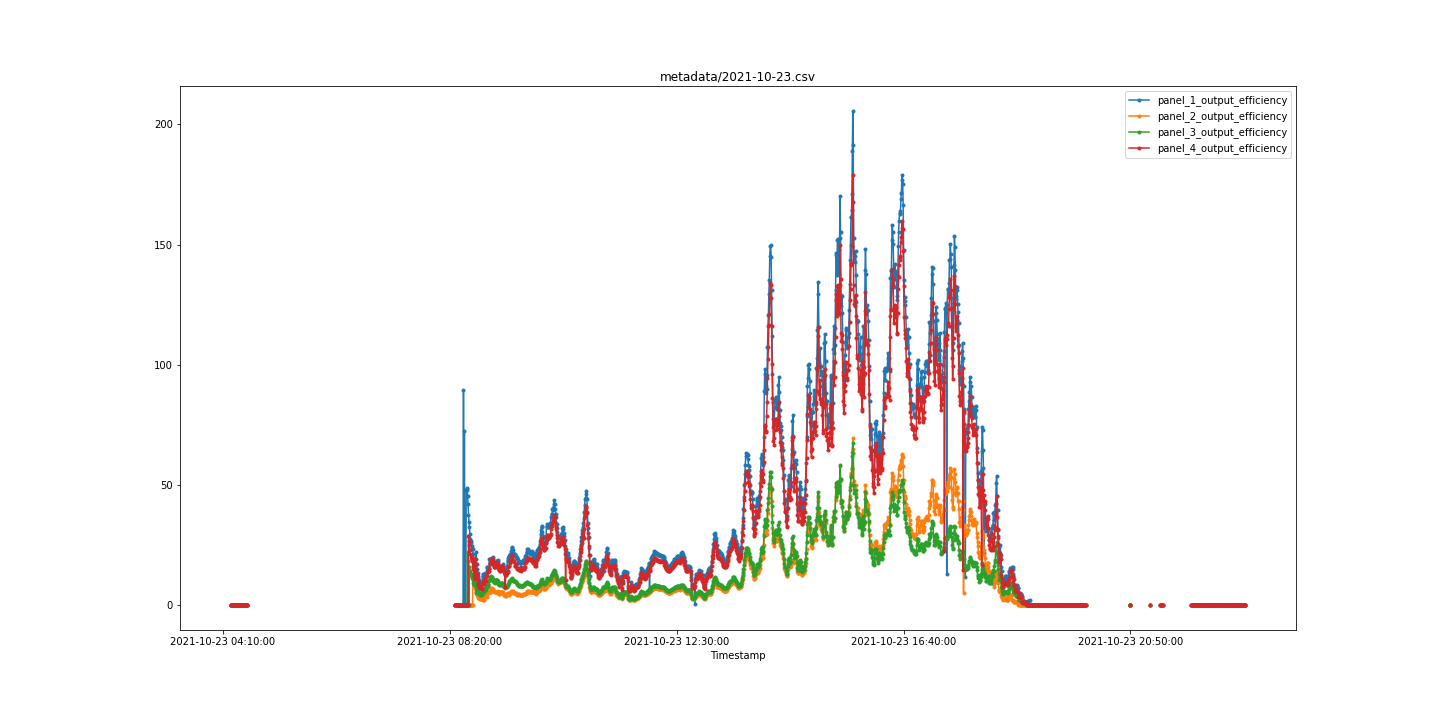 metadata/2021-10-23.csv
panel_1_output_efficiency
panel_2_output_efficiency
panel_3_output_efficiency
panel_4_output_efficiency
200
150
100
50
0
2021-10-23 04:10:00 2021-10-23 08:20:00 2021-10-23 12:30:00 2021-10-23 16:40:00 2021-10-23 20:50:00
Timestamp